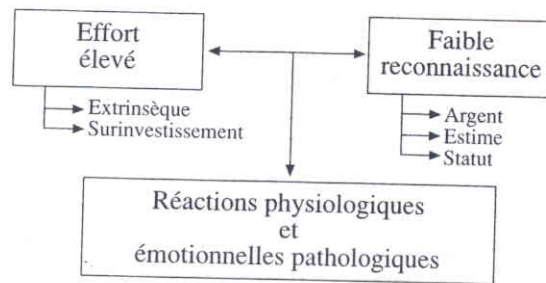 Effort
élevé
Extrinsèque
Surinvestissement
Faible
reconnaissance
Argent
Estime
Statut
Réactions physiologiques
et
émotionnelles pathologiques